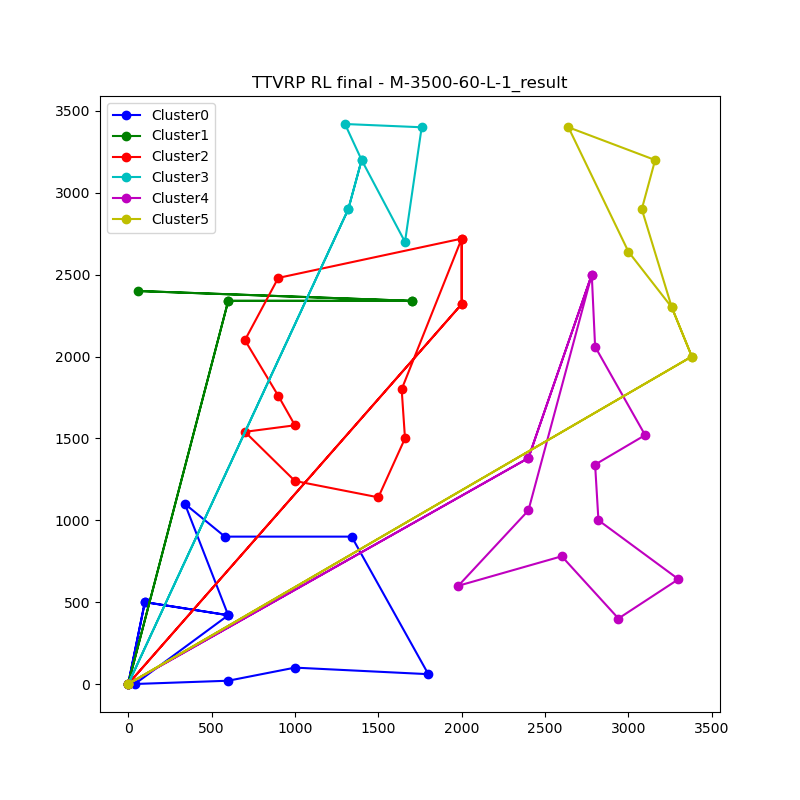 TTVRP RL final - M-3500-60-L-1_result
Cluster0
Cluster1
Cluster2
Cluster3
Cluster4
Cluster5
3500
3000
2500
2000
1500
1000
500
0
0 500 1000 1500 2000 2500 3000 3500